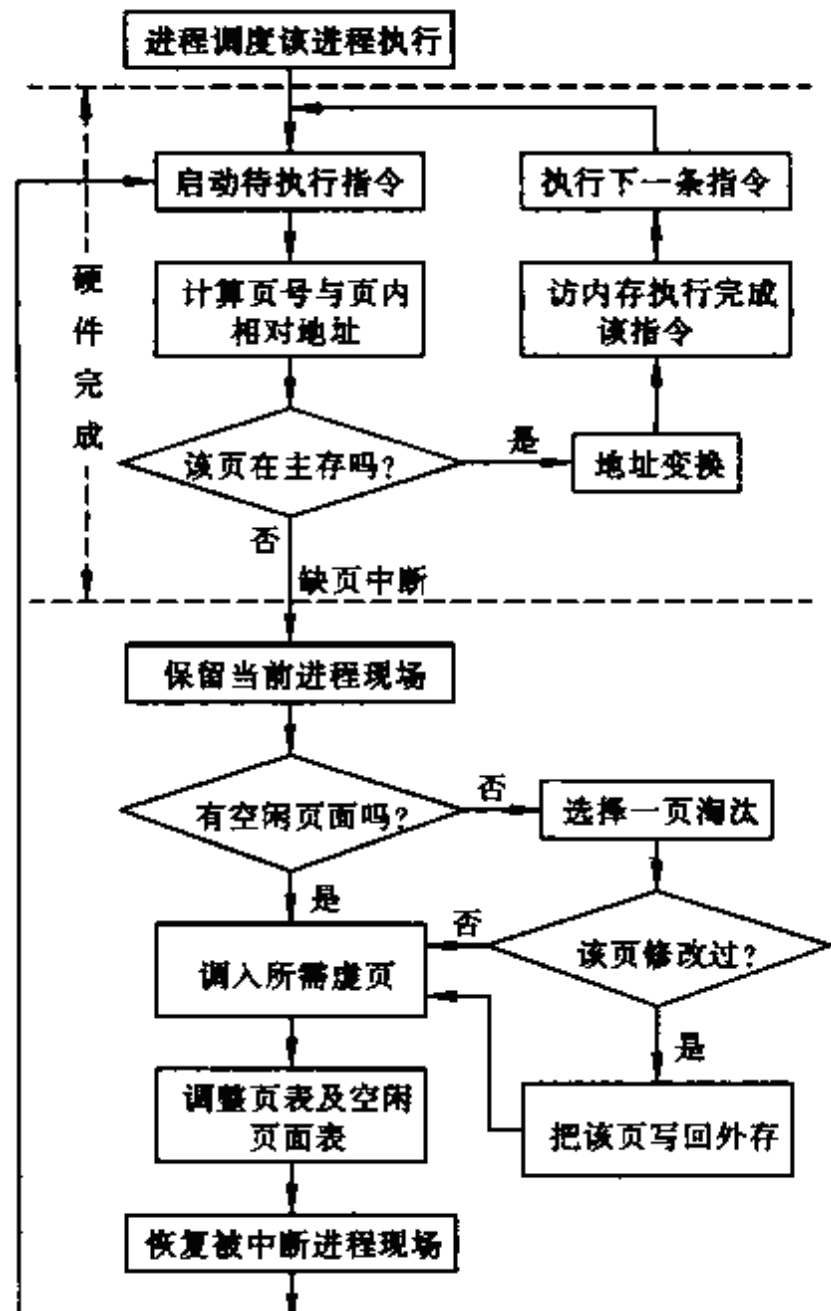 进程调度该进程执行
启动待执行指令
执行下一条指令
硬件完成
计算页号与页内
相对地址
访内存执行完成
该指令
该页在主存吗?
是
地址变换
否
缺页中断
保留当前进程现场
有空闲页面吗?
否
选择一页淘汰
是
否
该页修改过?
调入所需虚页
是
调整页表及空闲
页面表
把该页写回外存
恢复被中断进程现场